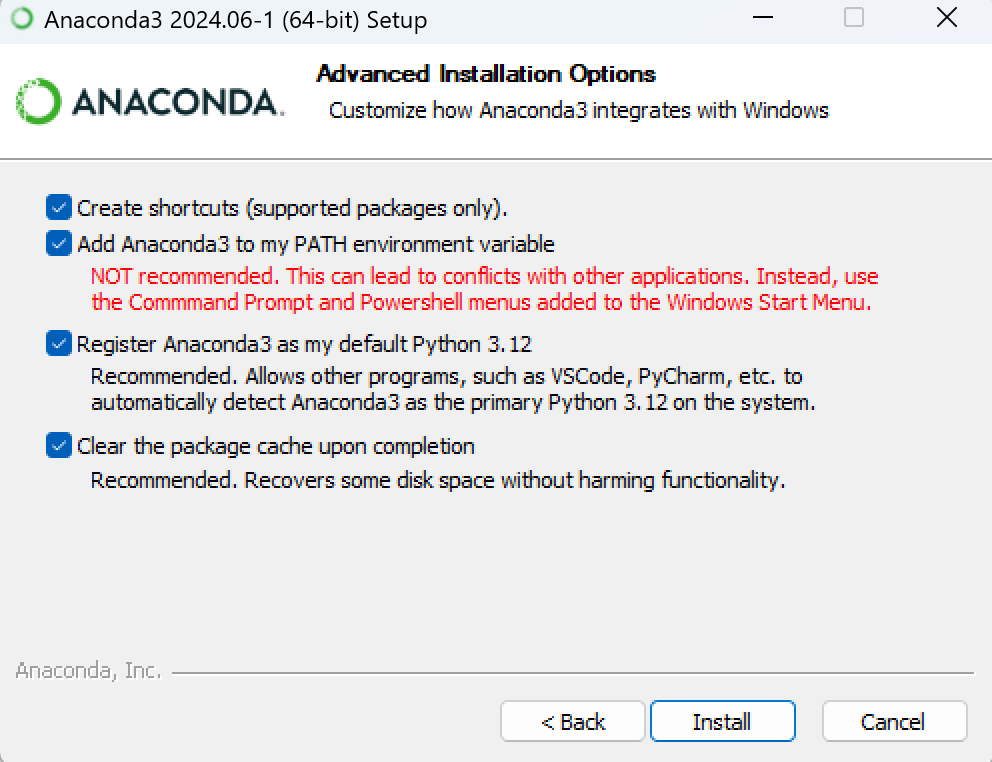 Anaconda3 2024.06-1 (64-bit) Setup
ANACONDA.
Advanced Installation Options
Customize how Anaconda3 integrates with Windows
Create shortcuts (supported packages only).
Add Anaconda3 to my PATH environment variable
NOT recommended. This can lead to conflicts with other applications. Instead, use
the Commmand Prompt and Powershell menus added to the Windows Start Menu.
Register Anaconda3 as my default Python 3.12
Recommended. Allows other programs, such as VSCode, PyCharm, etc. to
automatically detect Anaconda3 as the primary Python 3.12 on the system.
Clear the package cache upon completion
Recommended. Recovers some disk space without harming functionality.
Anaconda, Inc.
< Back Install Cancel